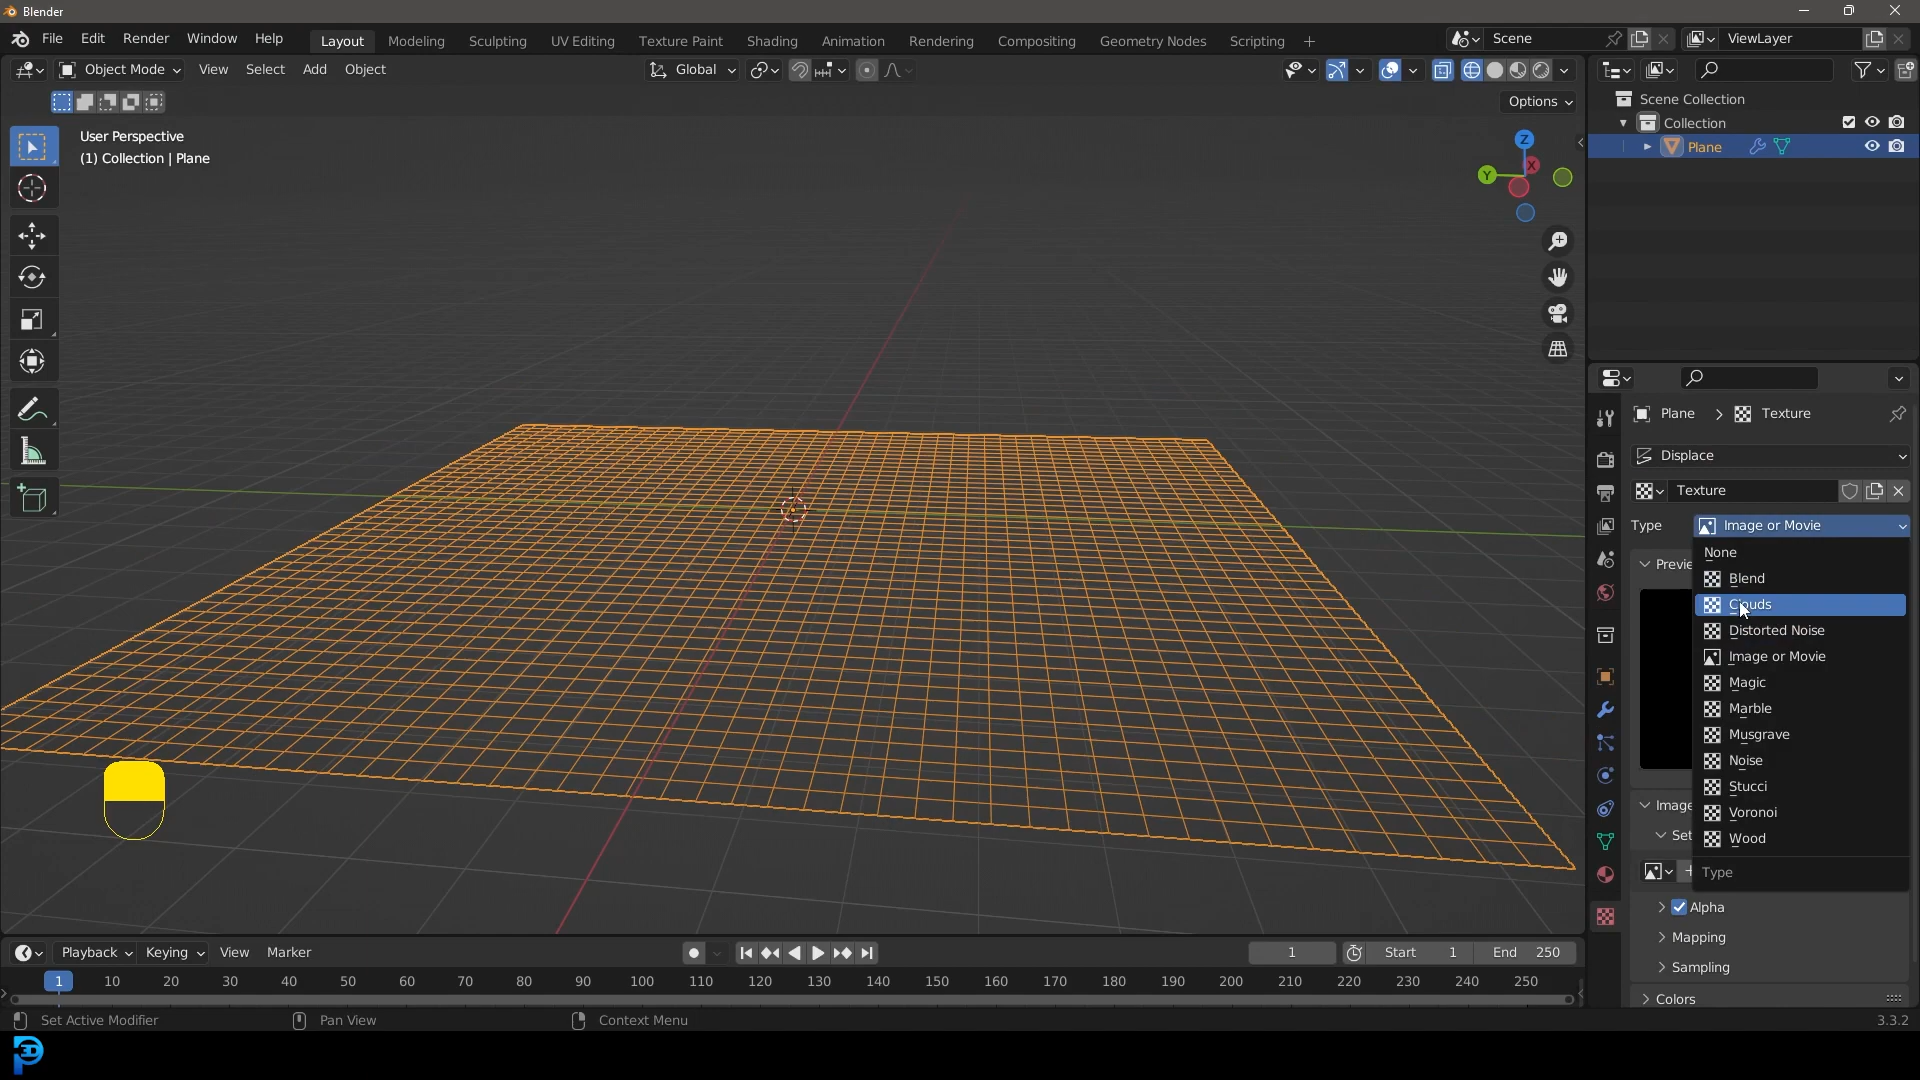 Blender
File Edit Render Window Help Layout Modeling Sculpting UV Editing Texture Paint Shading Animation Rendering Compositing Geometry Nodes Scripting + Scene ViewLayer
Object Mode View Select Add Object Global
Options
User Perspective
(1) Collection | Plane
Z
X
Y
Scene Collection
Collection
Plane
Plane > Texture
Displace
Texture
Type Image or Movie
None
Previe
Blend
Clouds
Distorted Noise
Image or Movie
Magic
Marble
Musgrave
Noise
Stucci
Image
Voronoi
Set
Wood
Type
Alpha
Mapping
Sampling
Colors
Playback Keying View Marker 1 Start 1 End 250
1 10 20 30 40 50 60 70 80 90 100 110 120 130 140 150 160 170 180 190 200 210 220 230 240 250
Set Active Modifier Pan View Context Menu 3.3.2
3D